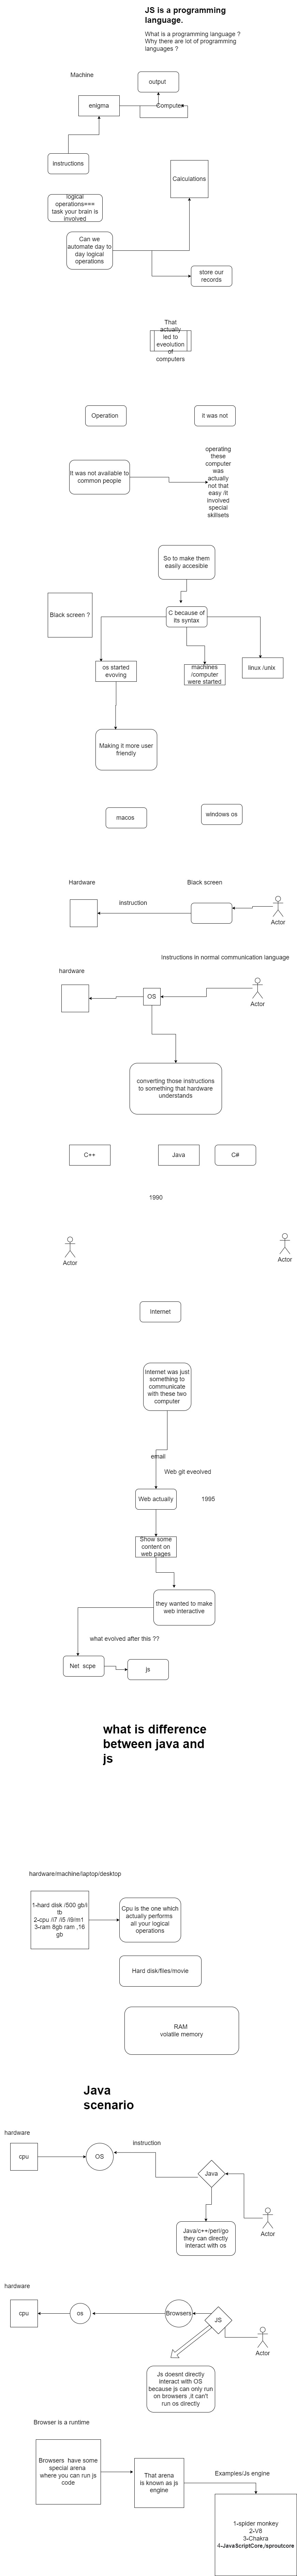 JS is a programming
language.
What is a programming language ?
Why there are lot of programming
languages ?
Machine
output
enigma
Computer
instructions
Calculations
logical
operations===
task your brain is
involved
Can we
automate day to
day logical
operations
store our
records
That
actually
led to
eveolution
of
computers
Operation
it was not
operating
these
computer
was
actually
not that
easy /it
involved
special
skillsets
It was not available to
common people
So to make them
easily accesible
Black screen ?
C because of
its syntax
os started
evoving
machines
/computer
were started
linux /unix
Making it more user
friendly
macos
windows os
Hardware
Black screen
instruction
Actor
Instructions in normal communication language
hardware
OS
Actor
converting those instructions
to something that hardware
understands
C++
Java
C#
1990
Actor
Actor
Internet
Internet was just
something to
communicate
with these two
computer
email
Web git eveolved
Web actually
1995
Show some
content on
web pages
they wanted to make
web interactive
what evolved after this ??
Net scpe
js
what is difference
between java and
js
hardware/machine/laptop/desktop
1-hard disk /500 gb/i
tb
2-cpu /i7 /i5 /i9/m1
3-ram 8gb ram ,16
gb
Cpu is the one which
actually performs
all your logical
operations
Hard disk/files/movie
RAM
volatile memory
Java
scenario
hardware
Instruction
cpu
OS
Java
Java/c++/perl/go
they can directly
interact with os
Actor
hardware
cpu
os
Browsers
JS
Actor
Js doesnt directly
interact with OS
because js can only run
on browsers ,it can't
run os directly
Browser is a runtime
Browsers have some
special arena
where you can run js
code
That arena
is known as js
engine
Examples/Js engine
1-spider monkey
2-V8
3-Chakra
4-JavaScriptCore,/sproutcore